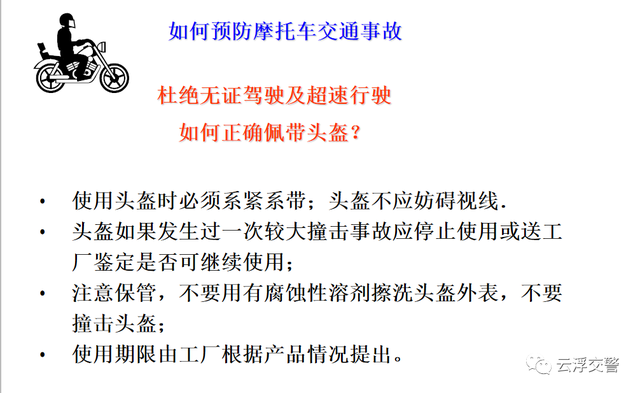 如何预防摩托车交通事故
杜绝无证驾驶及超速行驶
如何正确佩带头盔？
• 使用头盔时必须系紧系带；头盔不应妨碍视线．
• 头盔如果发生过一次较大撞击事故应停止使用或送工
厂鉴定是否可继续使用；
• 注意保管，不要用有腐蚀性溶剂擦洗头盔外表，不要
撞击头盔；
• 使用期限由工厂根据产品情况提出。
云浮交警